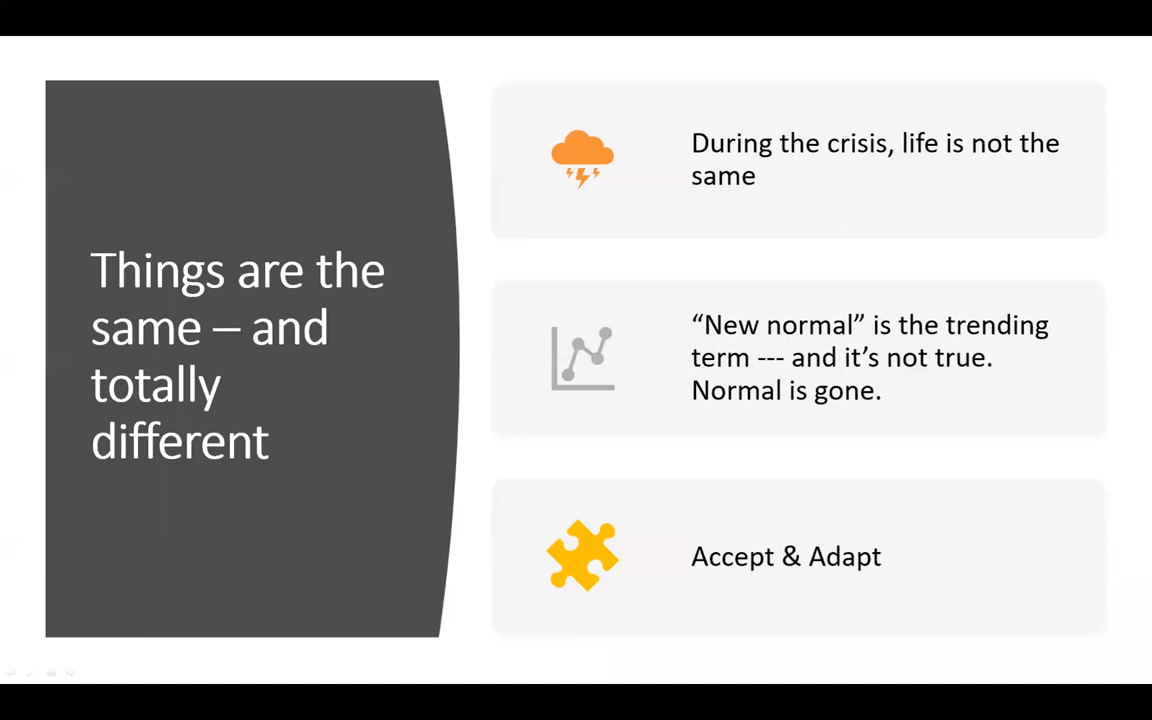 Things are the
same – and
totally
different
During the crisis, life is not the
same
“New normal” is the trending
term --- and it’s not true.
Normal is gone.
Accept & Adapt